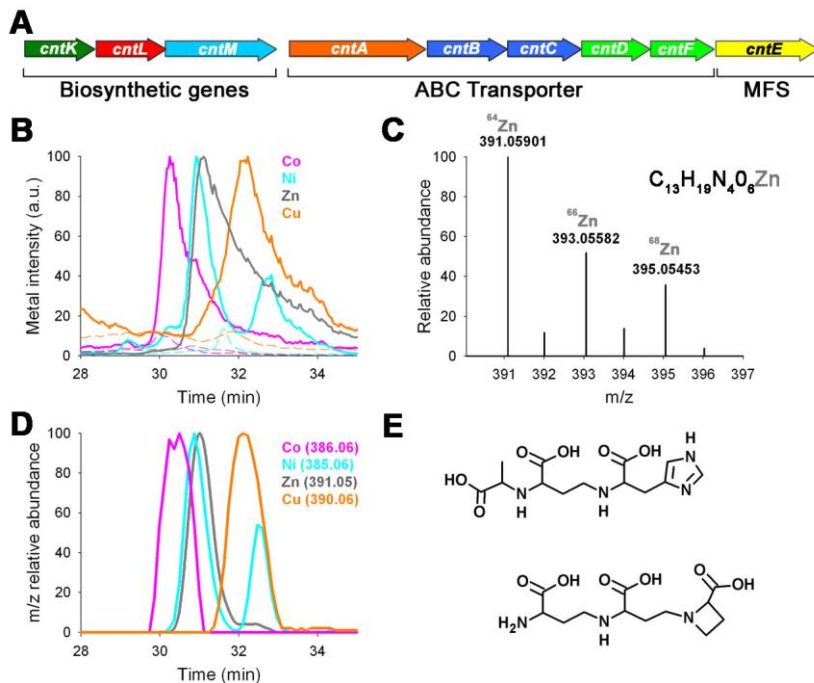 A
cntK cntL cntM cntA cntB cntC cntD cntF cntE
Biosynthetic genes ABC Transporter MFS
B
Metal intensity (a.u.)
100
80
60
40
20
0
28 30 32 34
Time (min)
Co
Ni
Zn
Cu
C
Relative abundance
100
80
60
40
20
0
391 392 393 394 395 396 397
m/z
64Zn
391.05901
66Zn
393.05582
68Zn
395.05453
C13H19N4O6Zn
D
m/z relative abundance
100
80
60
40
20
0
28 30 32 34
Time (min)
Co (386.06)
Ni (385.06)
Zn (391.05)
Cu (390.06)
E
H
O OH O OH N
HO N
O N H N H
O OH O OH O OH
H2N N H N